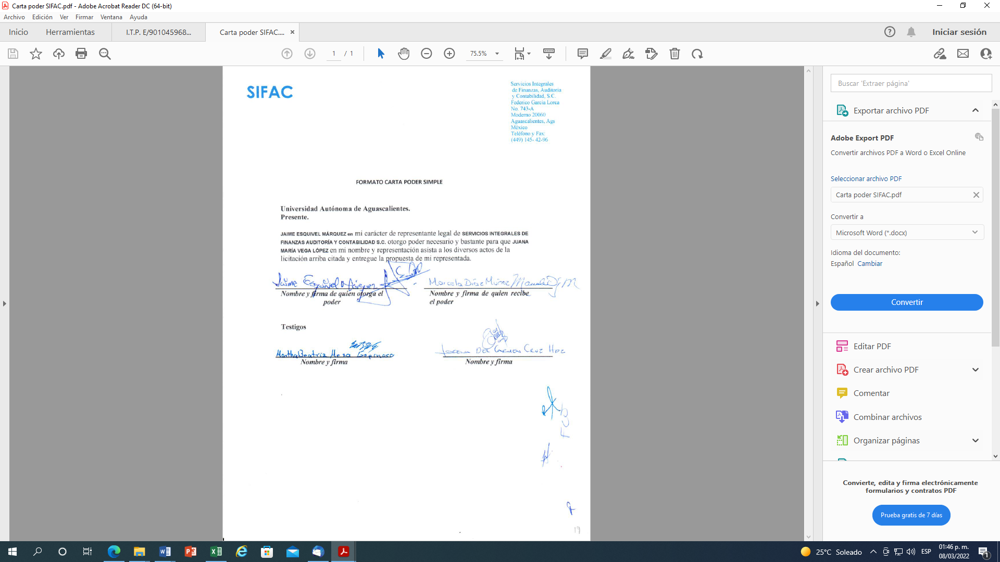 Carta poder SIFAC.pdf - Adobe Acrobat Reader DC (64-bit)
Archivo Edición Ver Firmar Ventana Ayuda
Inicio Herramientas I.T.P. E/901045968... Carta poder SIFAC.... Iniciar sesión
1 / 1 75.5%
SIFAC
Servicios Integrales
de Finanzas, Auditoría
y Contabilidad, S.C.
Federico García Lorca
No. 743-A
Moderno 20060
Aguascalientes, Ags
México
Teléfono y Fax:
(449) 145- 42-96
FORMATO CARTA PODER SIMPLE
Universidad Autónoma de Aguascalientes.
Presente.
JAIME ESQUIVEL MÁRQUEZ en mi carácter de representante legal de SERVICIOS INTEGRALES DE
FINANZAS AUDITORÍA Y CONTABILIDAD S.C. otorgo poder necesario y bastante para que JUANA
MARÍA VEGA LÓPEZ en mi nombre y representación asista a los diversos actos de la
licitación arriba citada y entregue la propuesta de mi representada.
Jaime Esquivel Márquez
Nombre y firma de quien otorga el
poder
Marcela Díaz Muñoz
Nombre y firma de quien recibe
el poder
Testigos
Martha Beatriz Meza Espinosa
Nombre y firma
Lorena Del Carmen Cruz Hdz
Nombre y firma
19
Buscar 'Extraer página'
Exportar archivo PDF
Adobe Export PDF
Convertir archivos PDF a Word o Excel Online
Seleccionar archivo PDF
Carta poder SIFAC.pdf
Convertir a
Microsoft Word (*.docx)
Idioma del documento:
Español Cambiar
Convertir
Editar PDF
Crear archivo PDF
Comentar
Combinar archivos
Organizar páginas
Convierte, edita y firma electrónicamente
formularios y contratos PDF
Prueba gratis de 7 días
25°C Soleado ESP 01:46 p. m.
08/03/2022
1